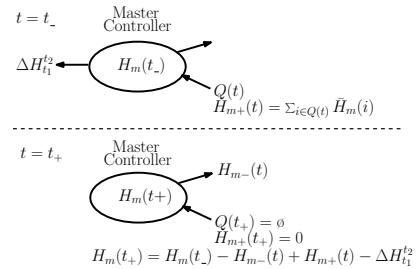 t = t_-
Master
Controller
ΔH_{t_1}^{t_2}
H_m(t_-)
Q(t)
H_{m+}(t) = Σ_{i∈Q(t)} H̄_m(i)
t = t_+
Master
Controller
H_{m−}(t)
H_m(t+)
Q(t_+) = ø
H_{m+}(t_+) = 0
H_m(t_+) = H_m(t_-) − H_{m−}(t) + H_{m+}(t) − ΔH_{t_1}^{t_2}